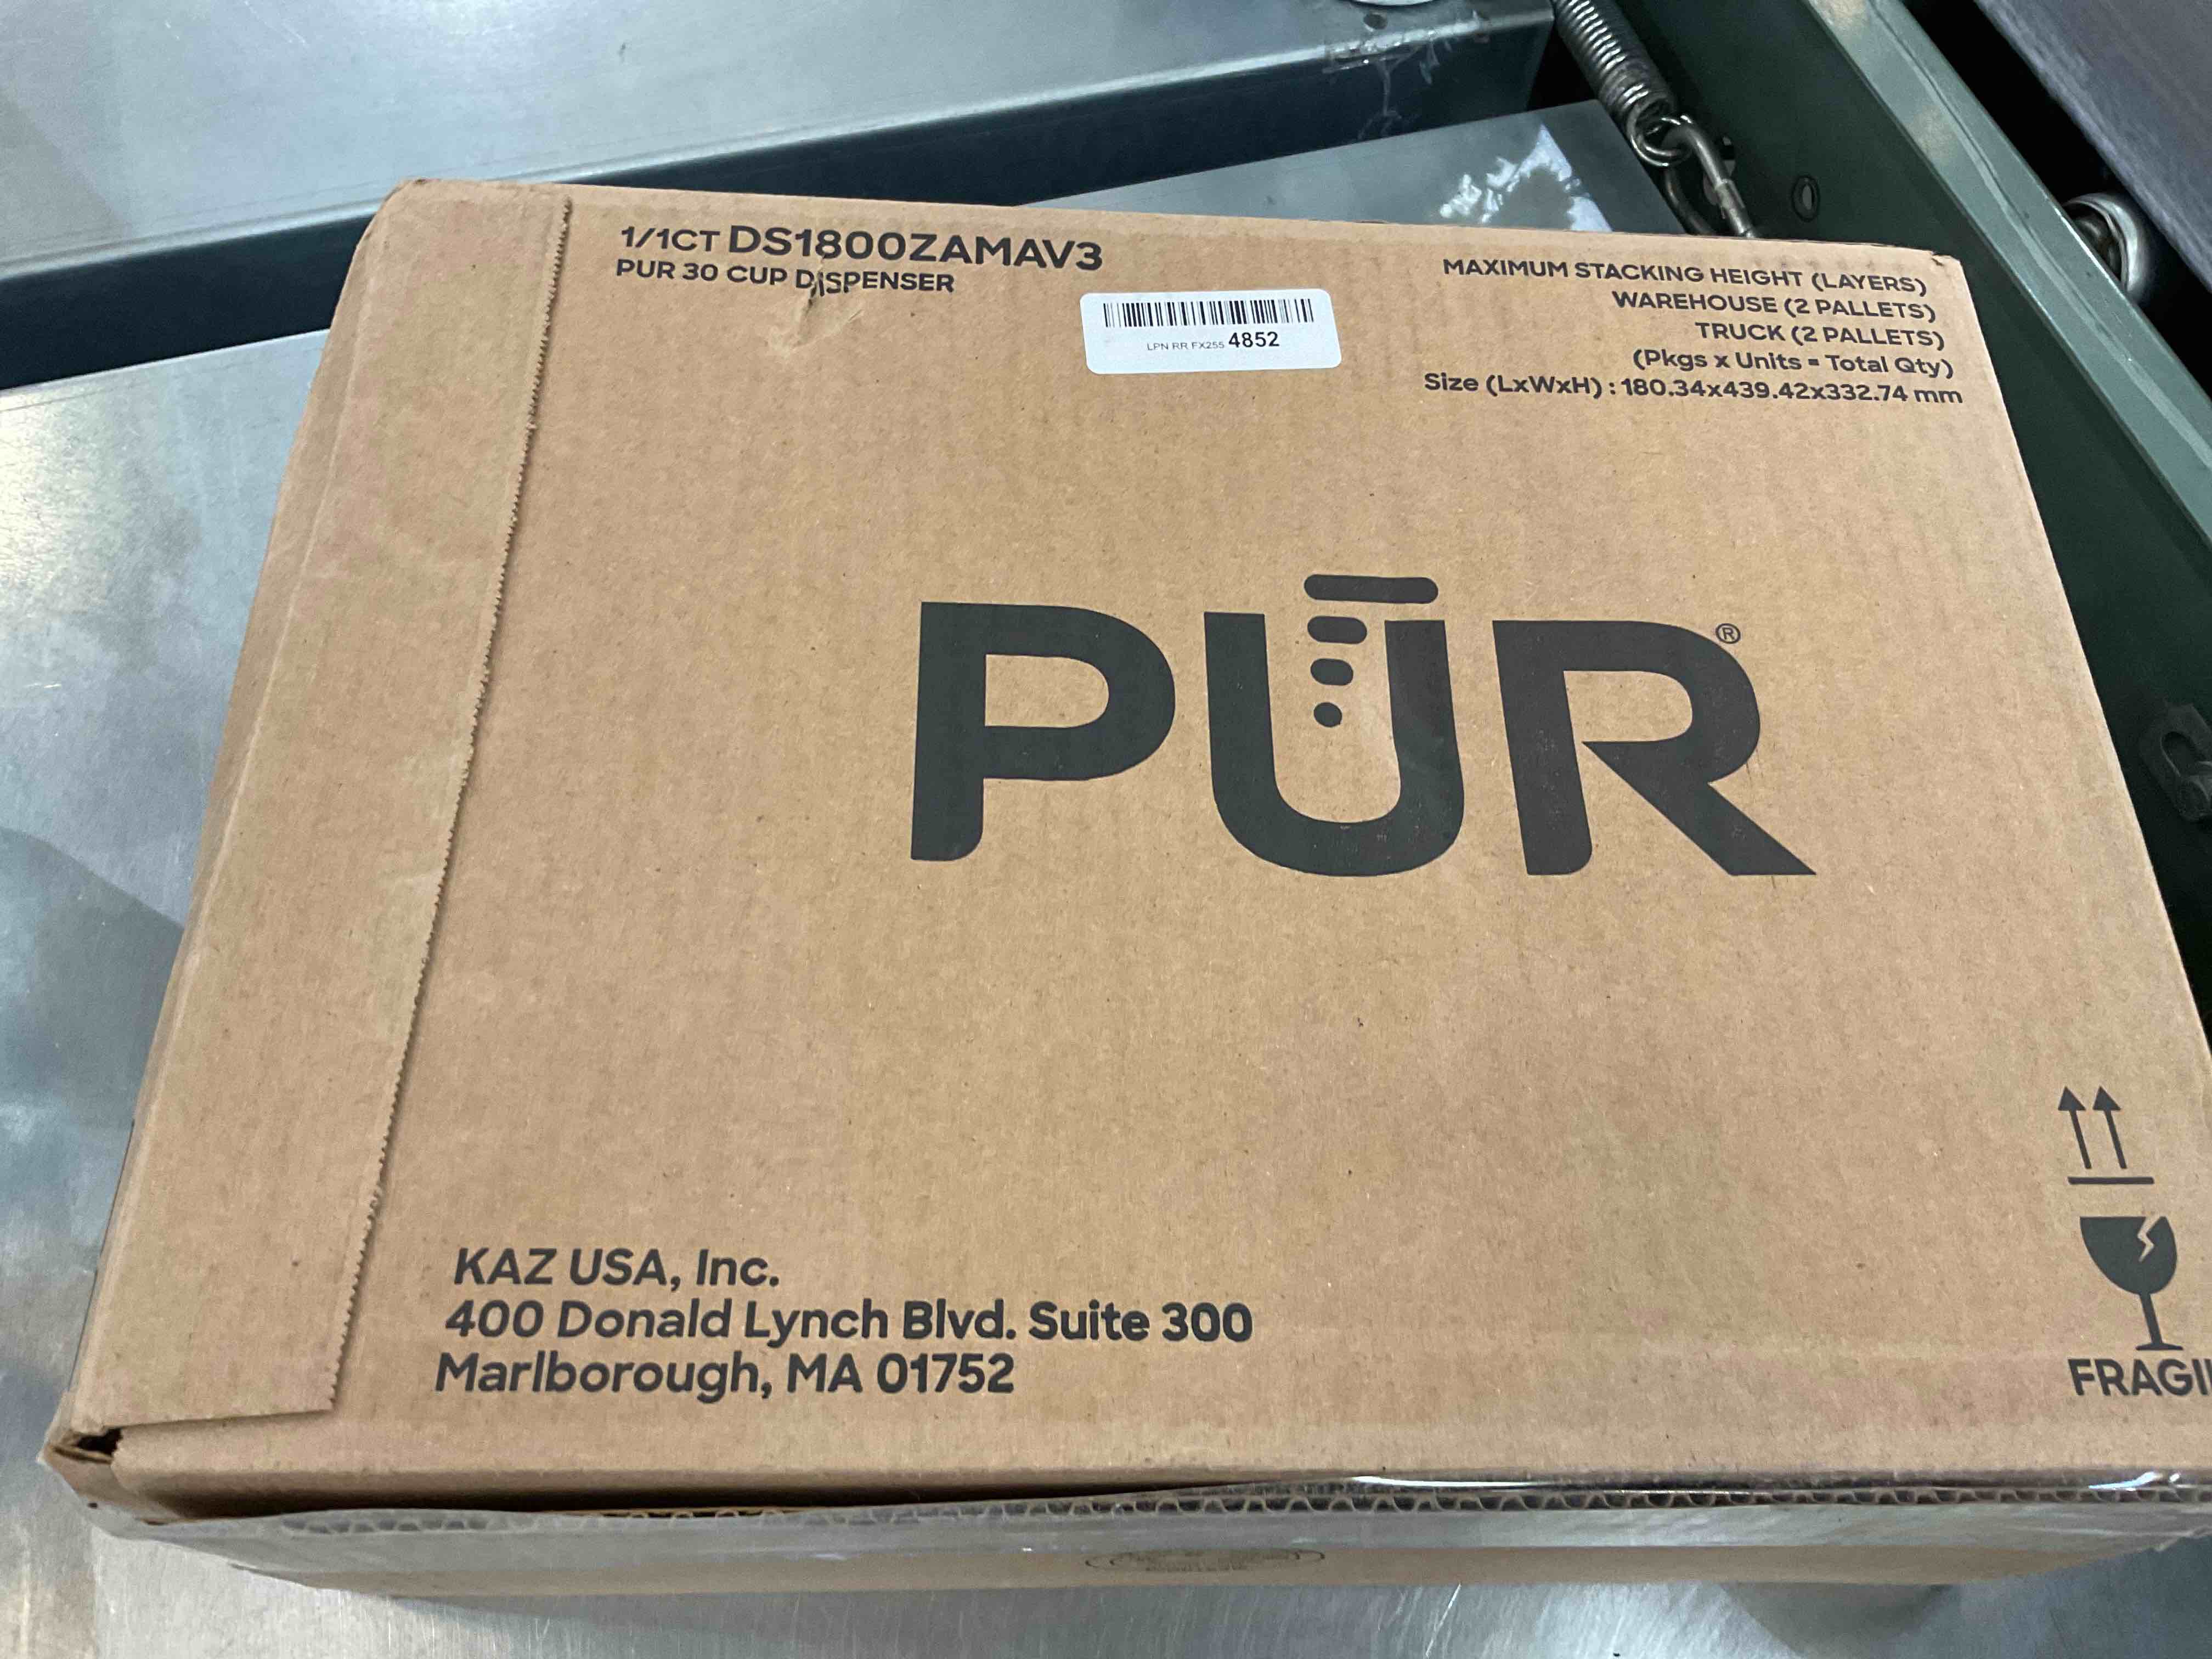 1/1CT DS1800ZAMAV3
PUR 30 CUP DISPENSER
LPN RR FX255 4852
MAXIMUM STACKING HEIGHT (LAYERS)
WAREHOUSE (2 PALLETS)
TRUCK (2 PALLETS)
(Pkgs x Units = Total Qty)
Size (LxWxH) : 180.34x439.42x332.74 mm
PŪR®
KAZ USA, Inc.
400 Donald Lynch Blvd. Suite 300
Marlborough, MA 01752
FRAGI